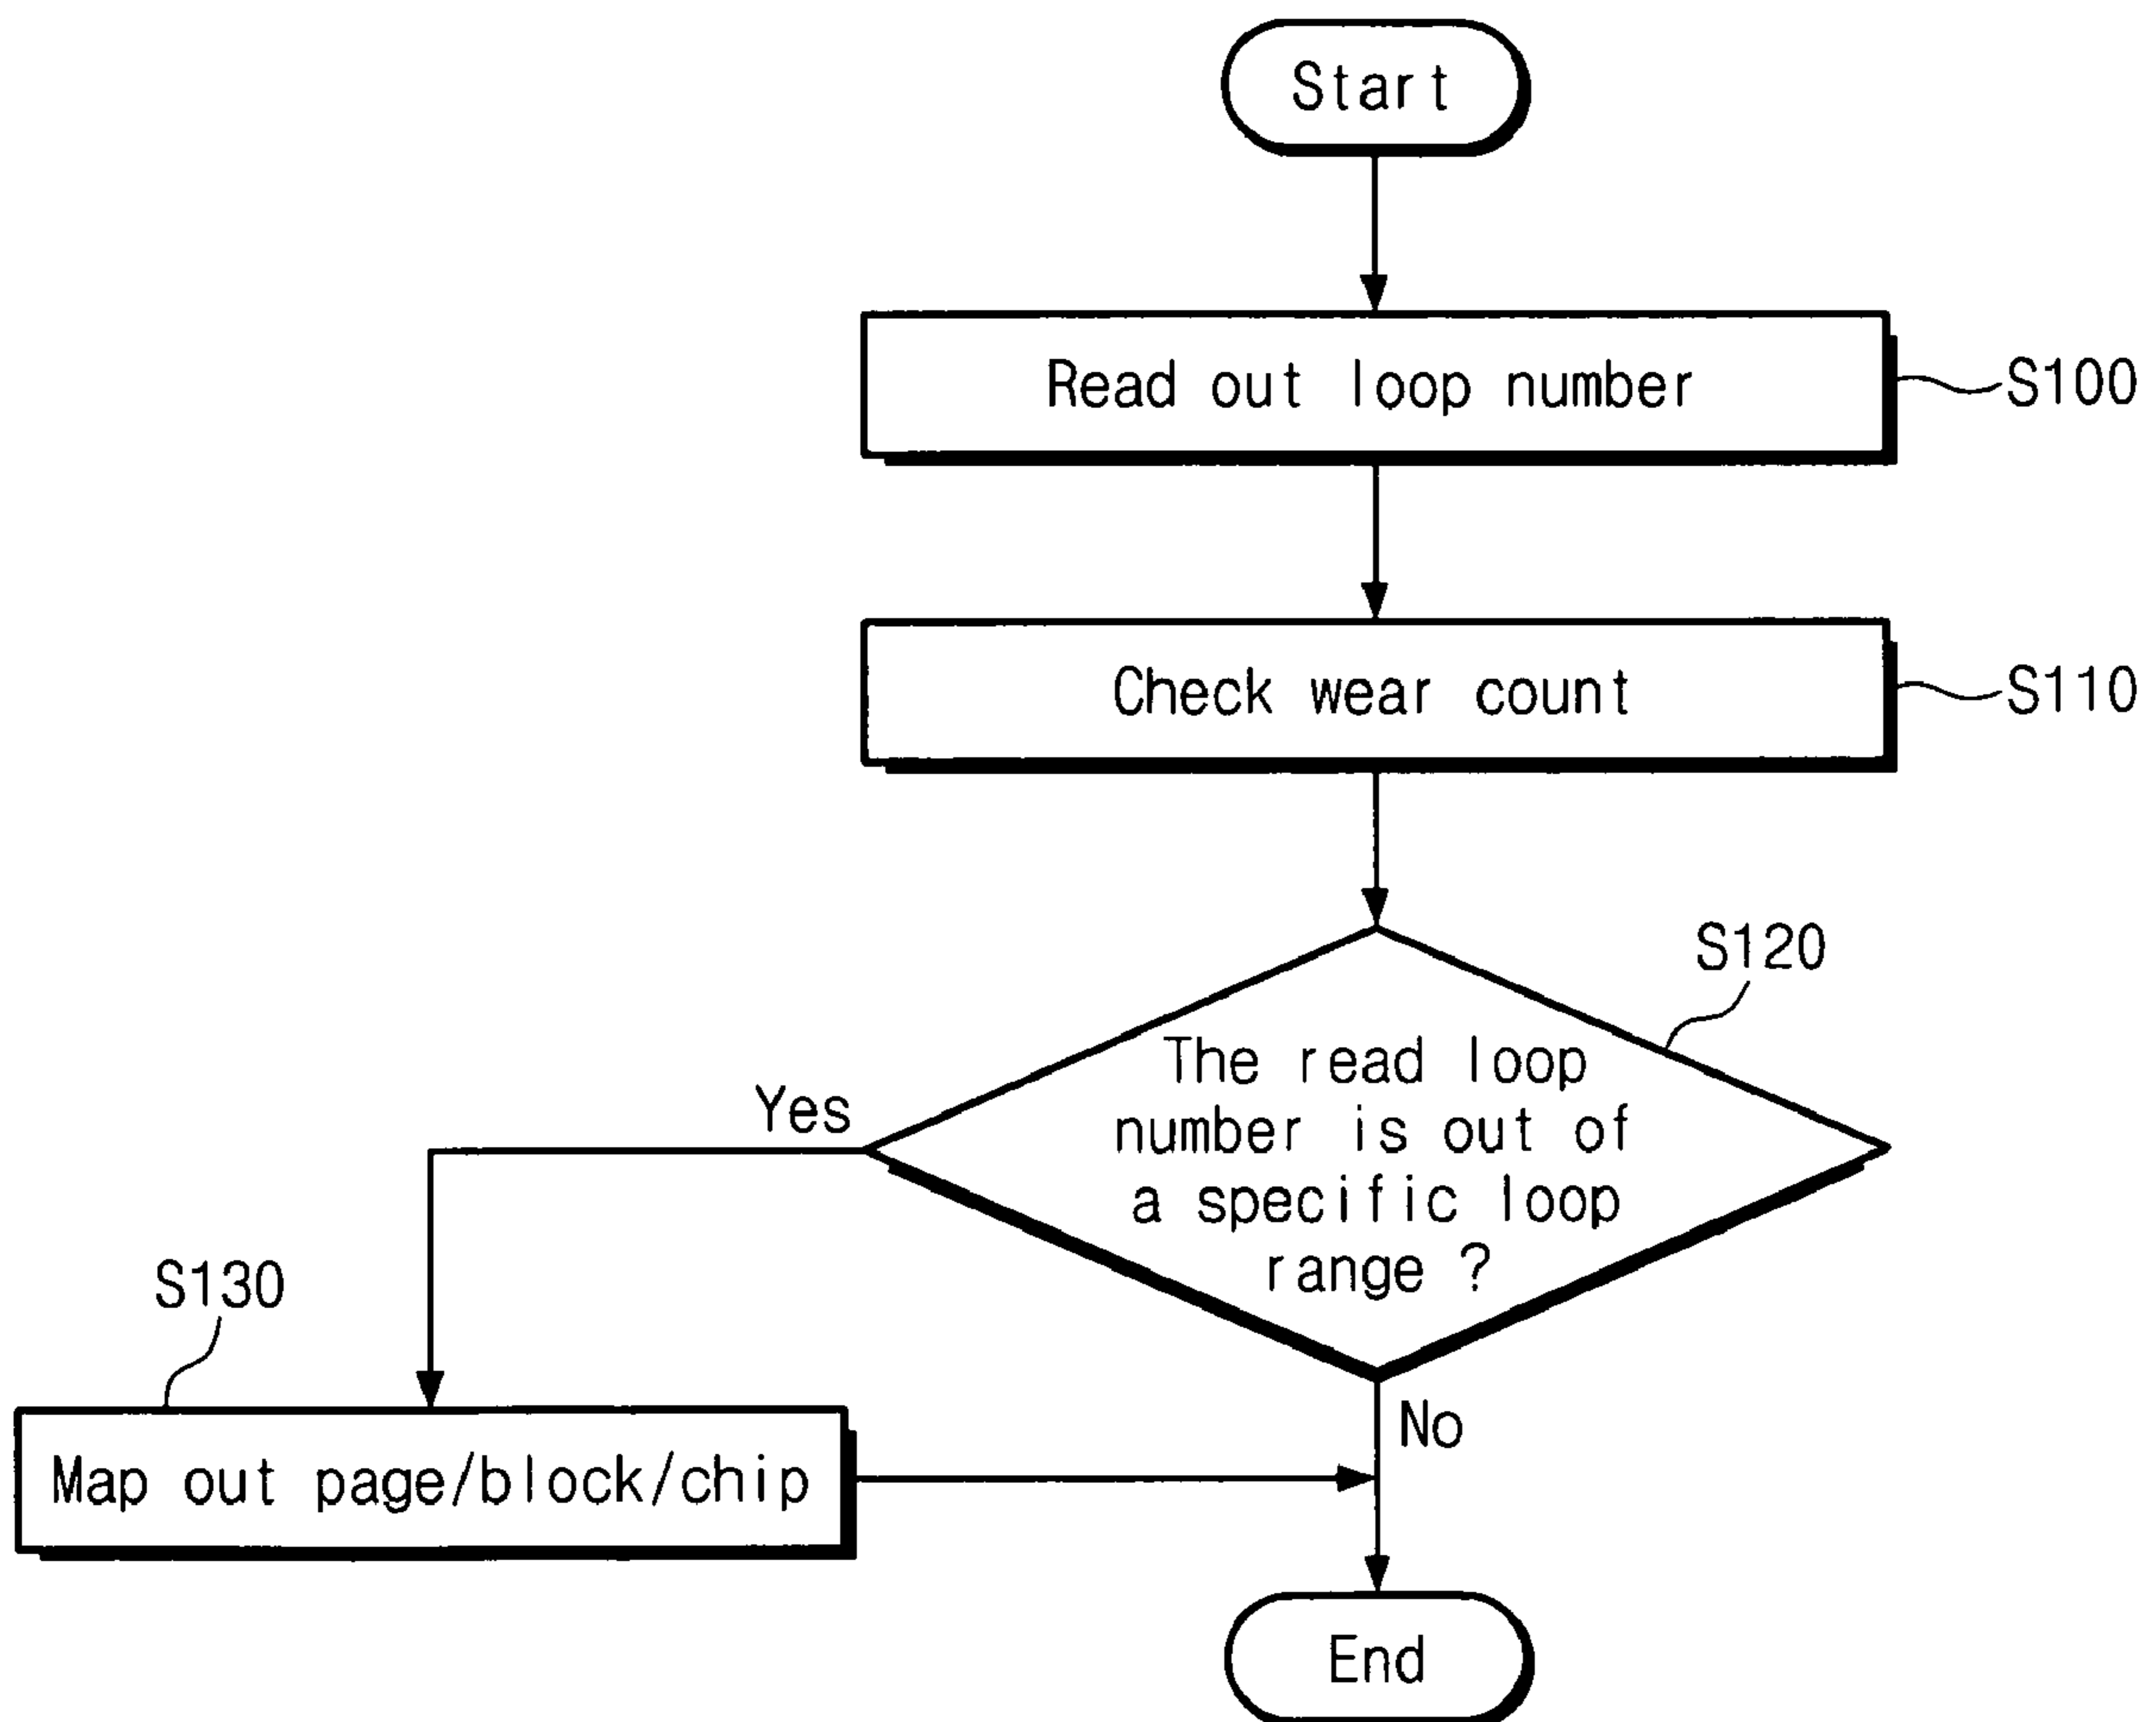 Start
Read out loop number
S100
Check wear count
S110
S120
The read loop
number is out of
a specific loop
range ?
Yes
No
S130
Map out page/block/chip
End